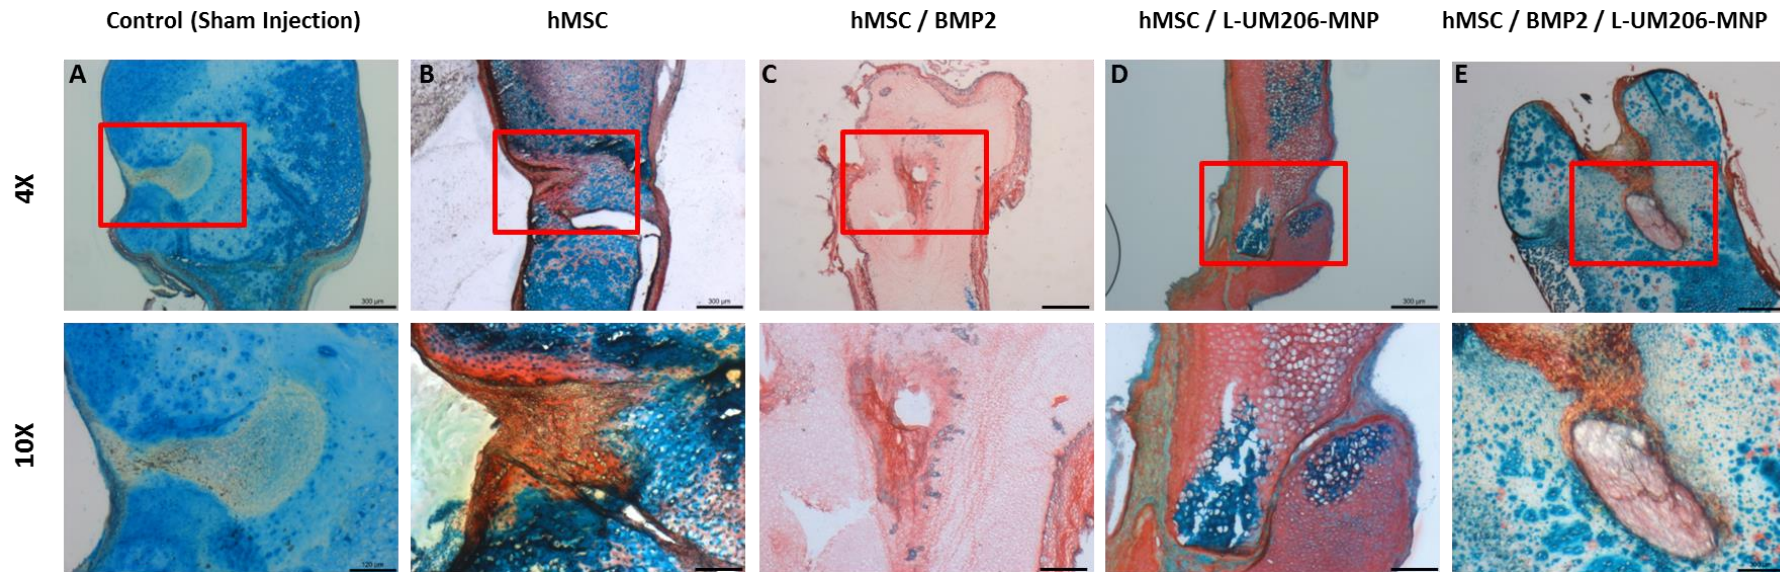 Control (Sham Injection)
hMSC
hMSC / BMP2
hMSC / L-UM206-MNP
hMSC / BMP2 / L-UM206-MNP
4X
A
B
C
D
E
300 µm
300 µm
300 µm
10X
120 µm